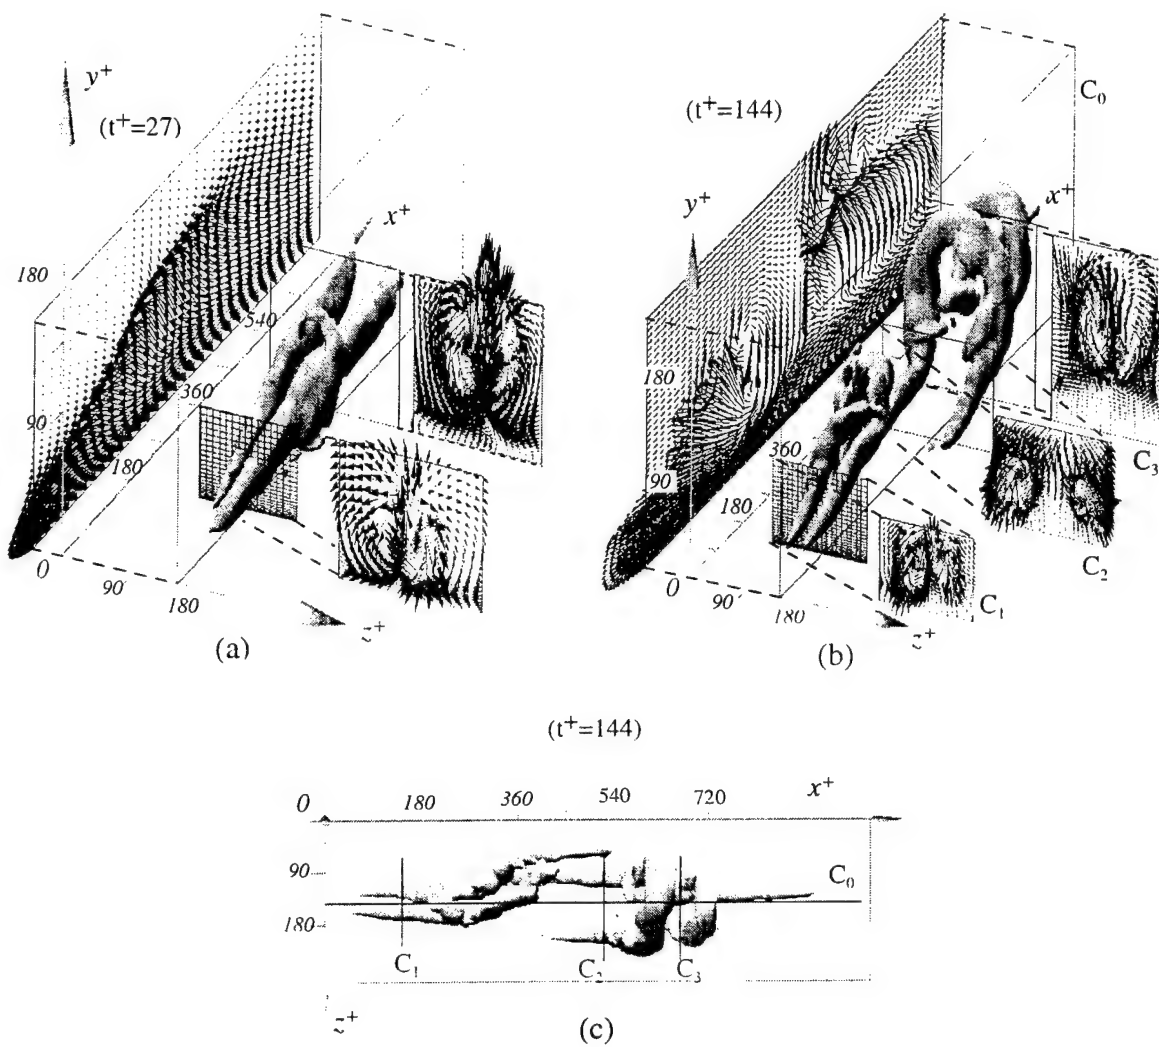 y+
(t+=27)
x+
180
540
360
90
180
0
90
180
z+
(a)
(t+=144)
C0
y+
x+
180
360
90
180
C3
C2
0
90
180
C1
z+
(b)
(t+=144)
0 180 360 540 720 x+
90
C0
180
C1 C2 C3
z+
(c)